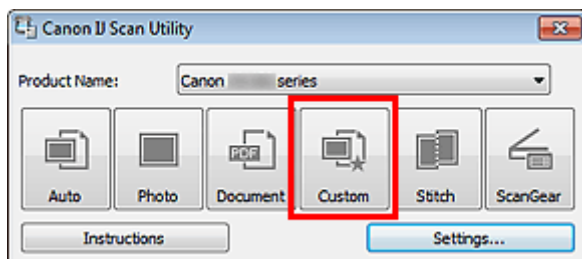 Canon IJ Scan Utility
Product Name: Canon series
PDF
Auto Photo Document Custom Stitch ScanGear
Instructions Settings...